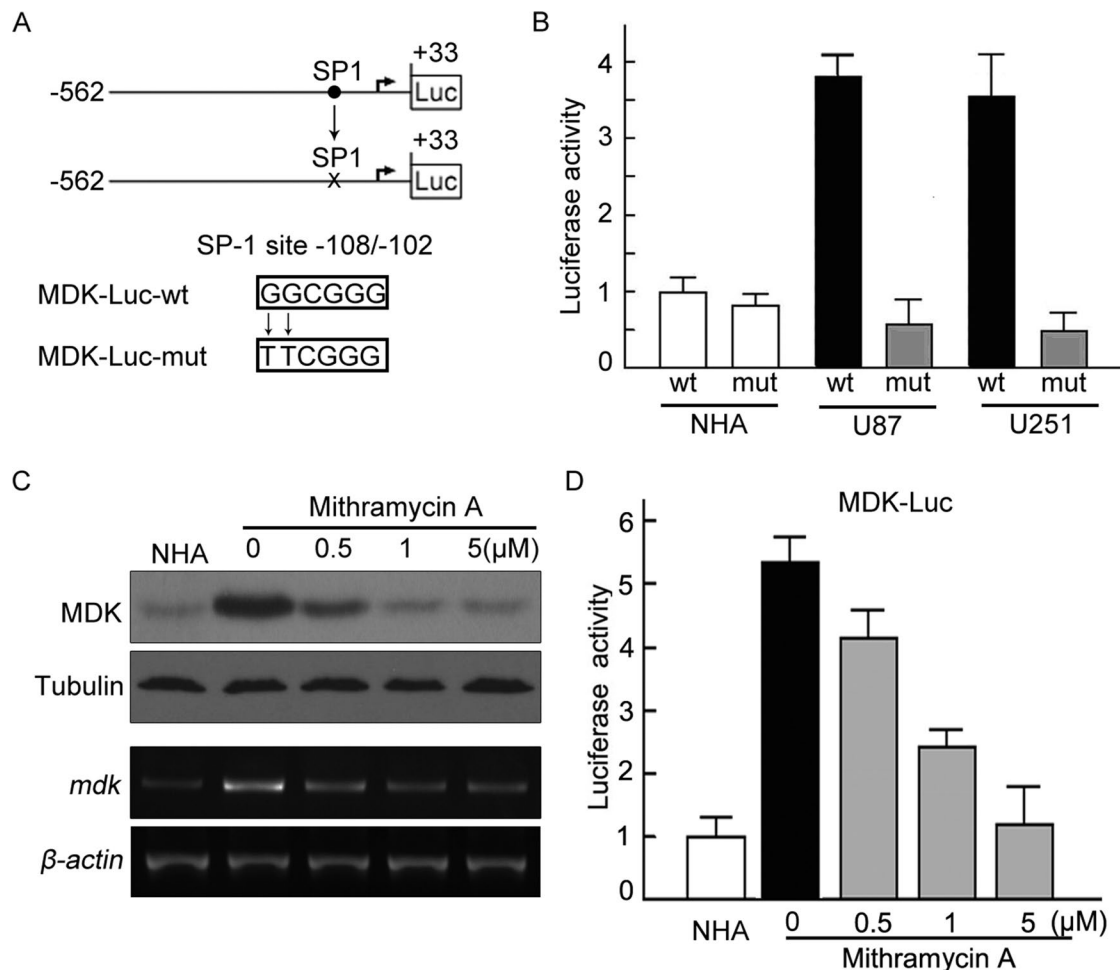 A
+33
SP1
-562
Luc
+33
SP1
-562
X
Luc
SP-1 site -108/-102
MDK-Luc-wt
GGCGGG
MDK-Luc-mut
TTCGGG
B
Luciferase activity
4
3
2
1
0
wt mut wt mut wt mut
NHA U87 U251
C
Mithramycin A
NHA 0 0.5 1 5(μM)
MDK
Tubulin
mdk
β-actin
D
MDK-Luc
Luciferase activity
6
5
4
3
2
1
0
NHA 0 0.5 1 5 (μM)
Mithramycin A